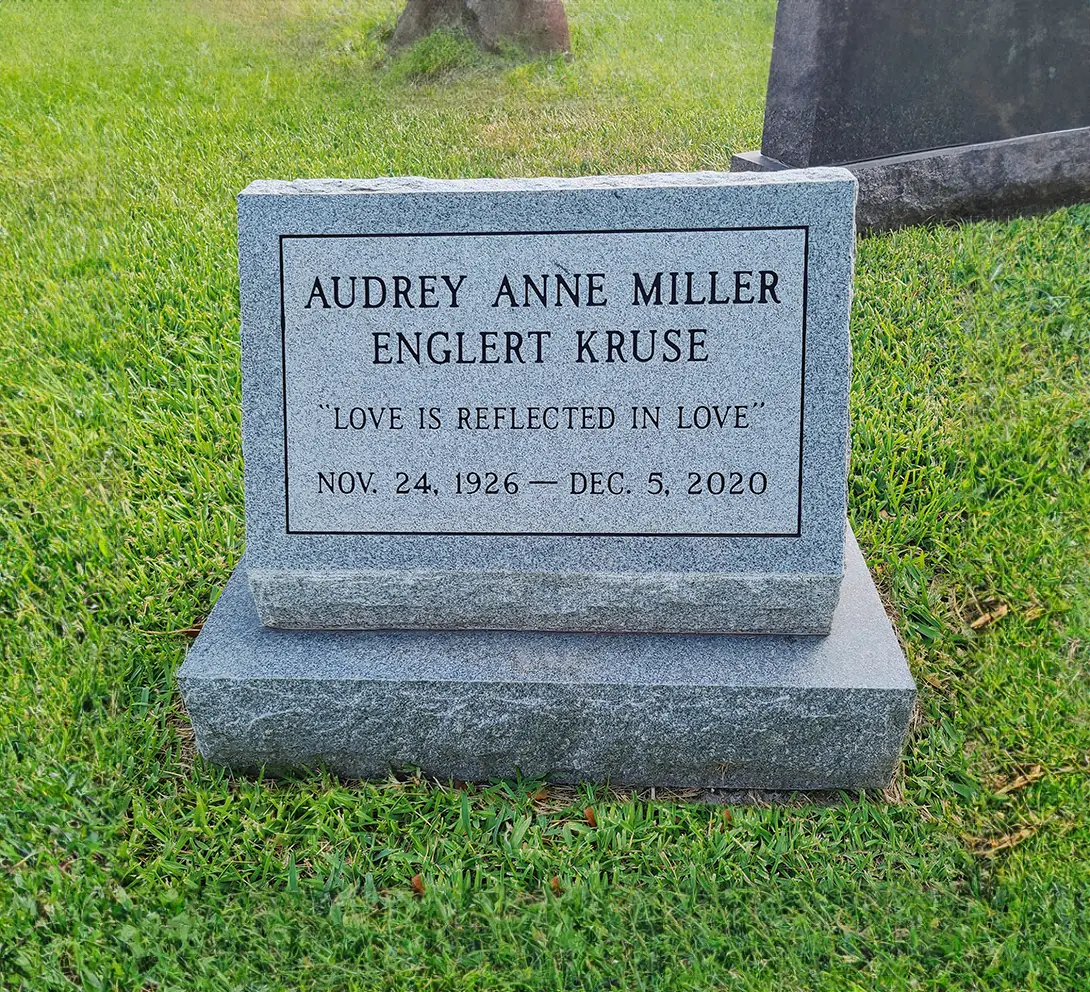 AUDREY ANNE MILLER
ENGLERT KRUSE
"LOVE IS REFLECTED IN LOVE"
NOV. 24, 1926 — DEC. 5, 2020